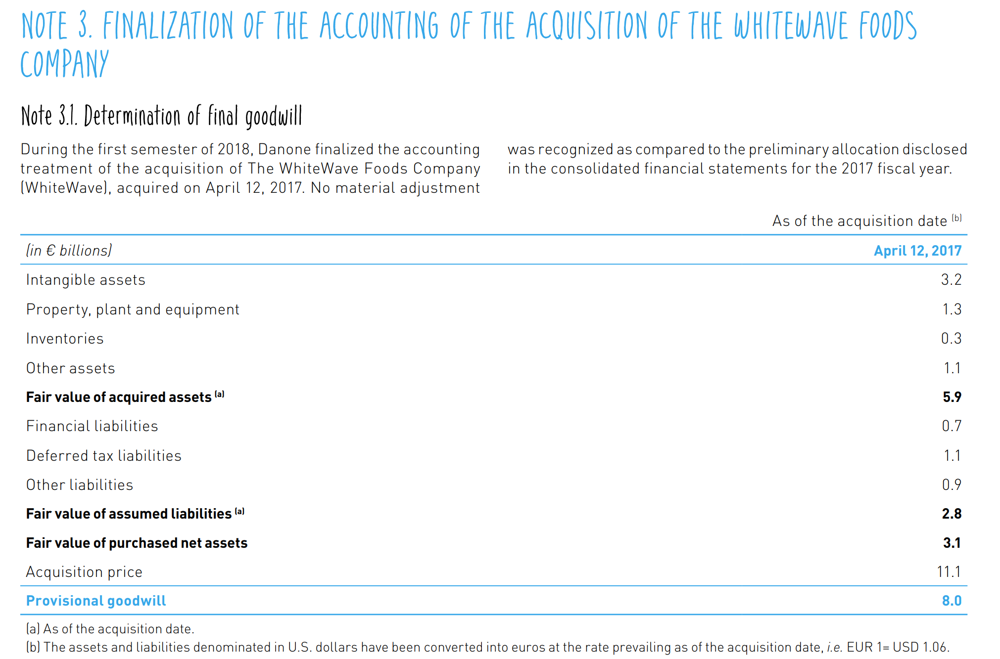 NOTE 3. FINALIZATION OF THE ACCOUNTING OF THE ACQUISITION OF THE WHITEWAVE FOODS
COMPANY
Note 3.1. Determination of final goodwill
During the first semester of 2018, Danone finalized the accounting
treatment of the acquisition of The WhiteWave Foods Company
(WhiteWave), acquired on April 12, 2017. No material adjustment
was recognized as compared to the preliminary allocation disclosed
in the consolidated financial statements for the 2017 fiscal year.
As of the acquisition date (b)
(in € billions) April 12, 2017
Intangible assets 3.2
Property, plant and equipment 1.3
Inventories 0.3
Other assets 1.1
Fair value of acquired assets (a) 5.9
Financial liabilities 0.7
Deferred tax liabilities 1.1
Other liabilities 0.9
Fair value of assumed liabilities (a) 2.8
Fair value of purchased net assets 3.1
Acquisition price 11.1
Provisional goodwill 8.0
(a) As of the acquisition date.
(b) The assets and liabilities denominated in U.S. dollars have been converted into euros at the rate prevailing as of the acquisition date, i.e. EUR 1= USD 1.06.